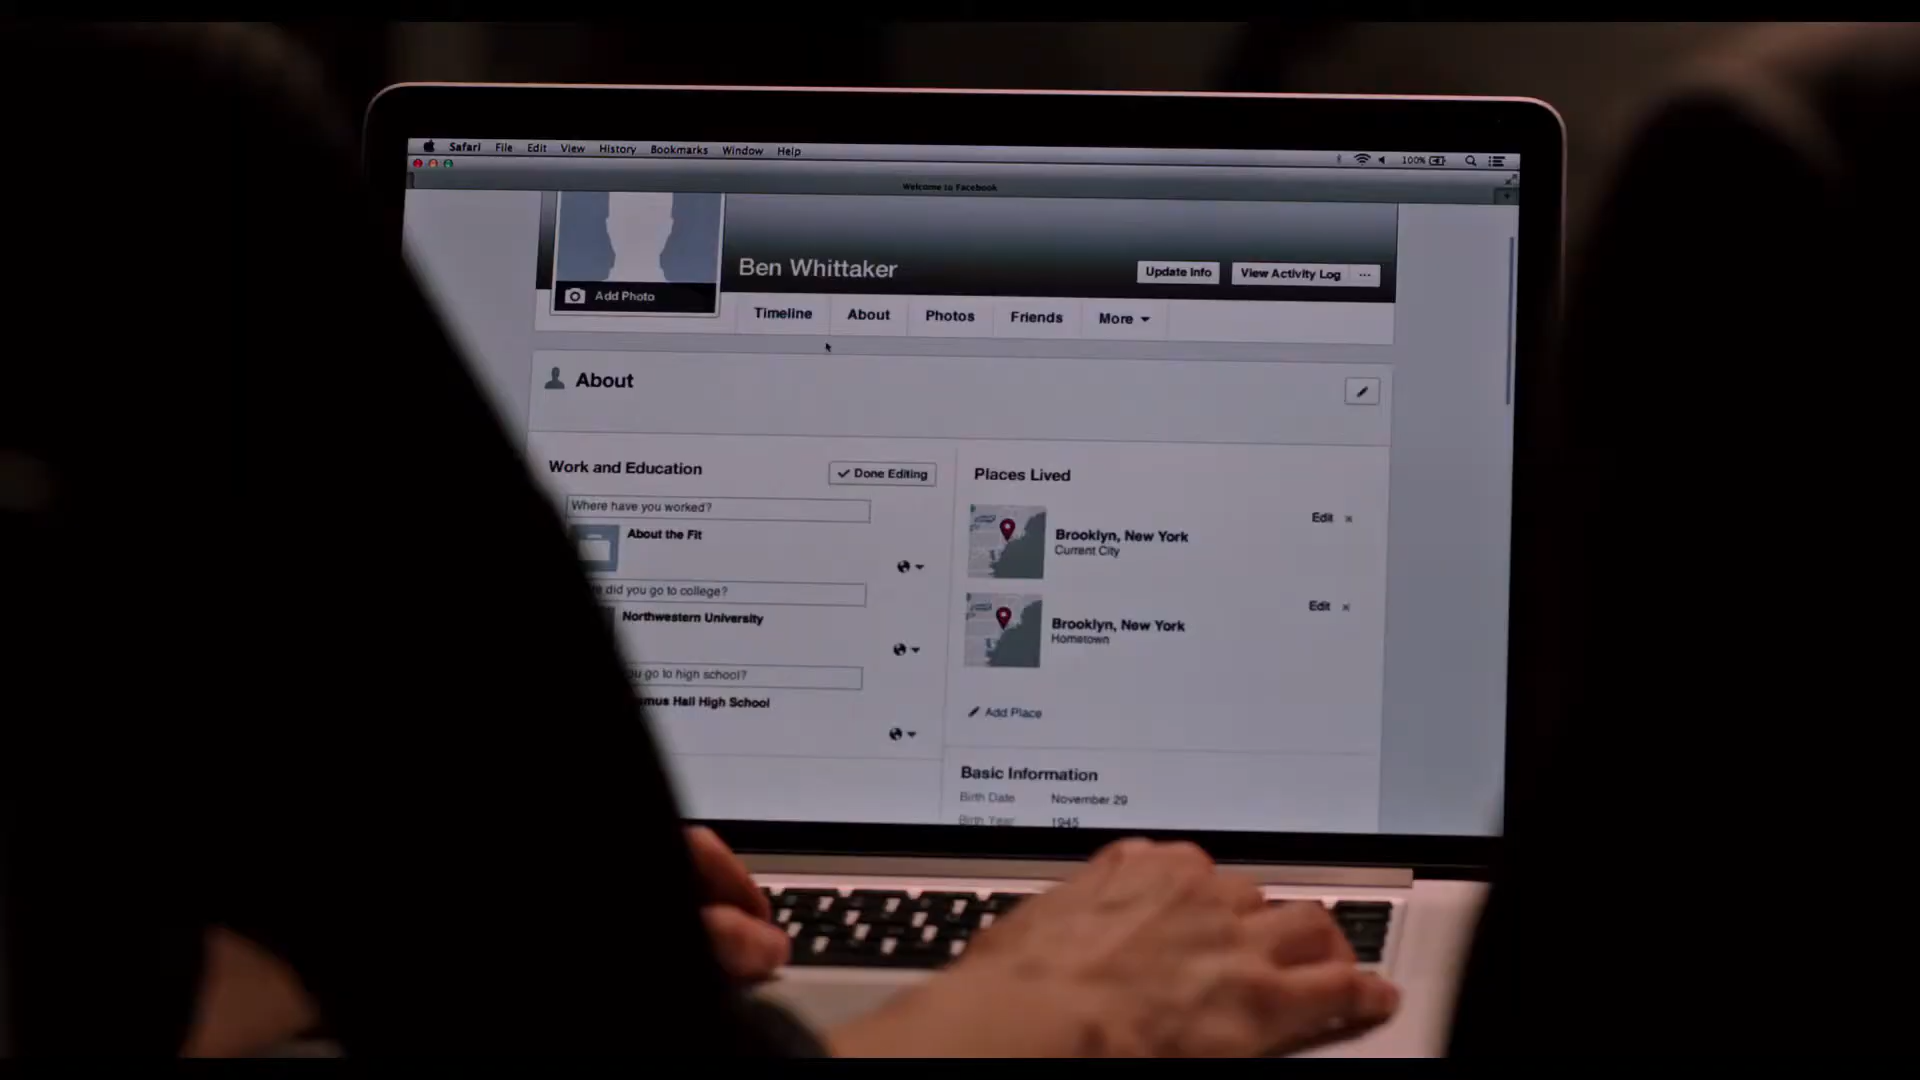 Safari File Edit View History Bookmarks Window Help
100%
Welcome to Facebook
Ben Whittaker
Update Info
View Activity Log ...
Add Photo
Timeline About Photos Friends More
About
Work and Education
Done Editing
Where have you worked?
About the Fit
did you go to college?
Northwestern University
go to high school?
Hall High School
Places Lived
Brooklyn, New York
Current City
Edit
Brooklyn, New York
Hometown
Edit
Add Place
Basic Information
Birth Date November 29
Birth Year 1945